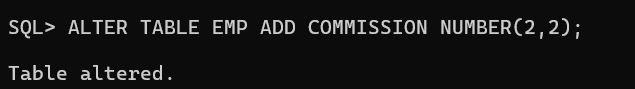 SQL> ALTER TABLE EMP ADD COMMISSION NUMBER(2,2);
Table altered.